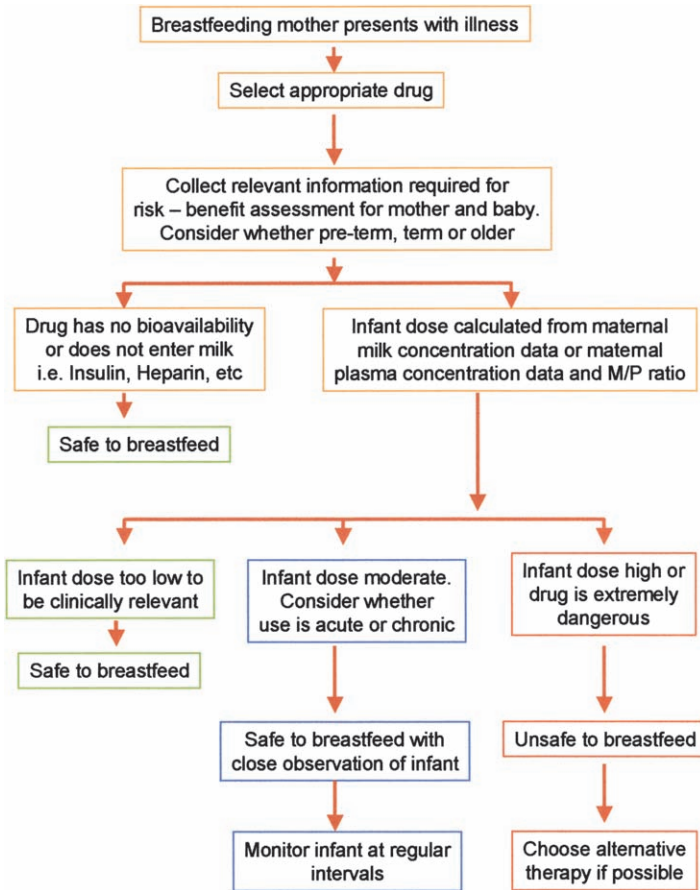 Breastfeeding mother presents with illness
Select appropriate drug
Collect relevant information required for
risk – benefit assessment for mother and baby.
Consider whether pre-term, term or older
Drug has no bioavailability
or does not enter milk
i.e. Insulin, Heparin, etc
Infant dose calculated from maternal
milk concentration data or maternal
plasma concentration data and M/P ratio
Safe to breastfeed
Infant dose too low to
be clinically relevant
Infant dose moderate.
Consider whether
use is acute or chronic
Infant dose high or
drug is extremely
dangerous
Safe to breastfeed
Safe to breastfeed with
close observation of infant
Unsafe to breastfeed
Monitor infant at regular
intervals
Choose alternative
therapy if possible